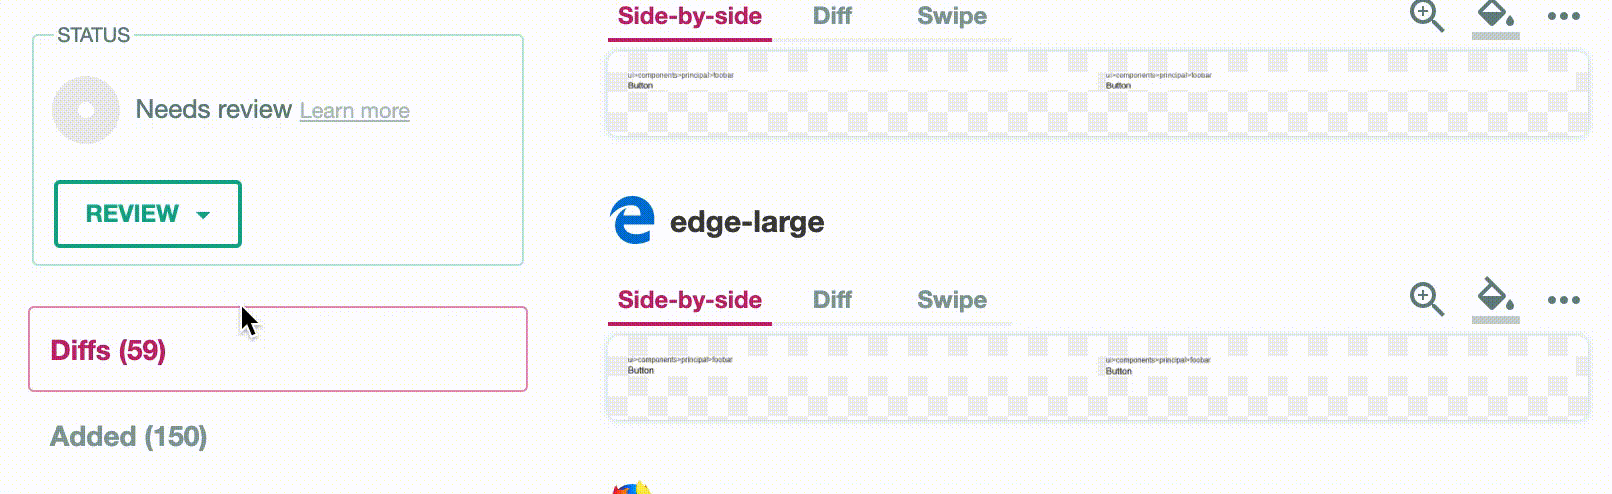 STATUS
Needs review Learn more
REVIEW
Diffs (59)
Added (150)
Side-by-side Diff Swipe
ui>components>principal>foobar ui>components>principal>foobar
Button Button
edge-large
Side-by-side Diff Swipe
ui>components>principal>foobar ui>components>principal>foobar
Button Button